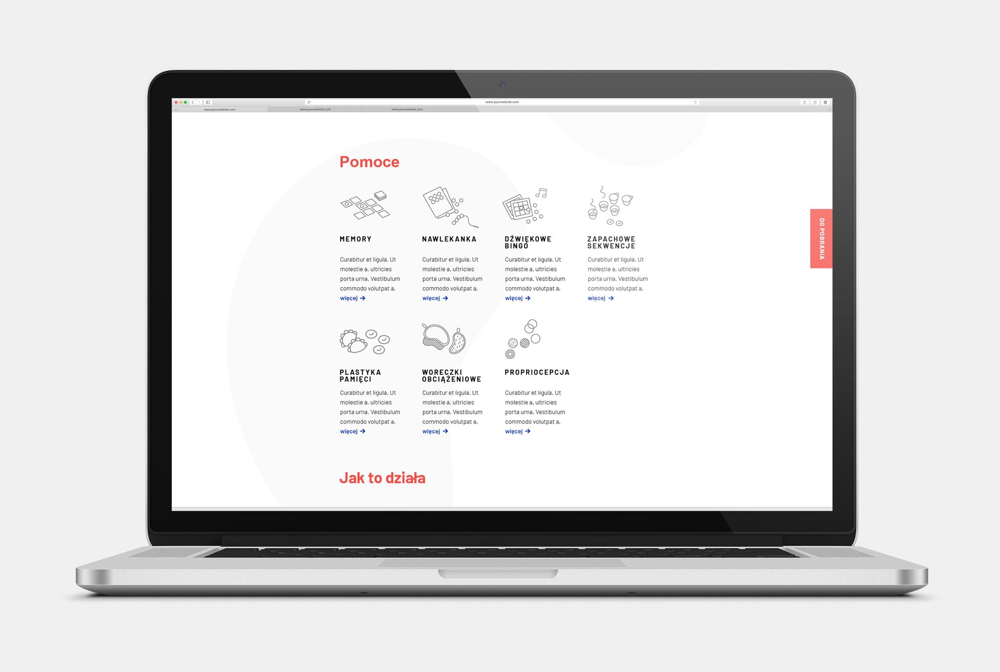 www.yourwebsite.com
www.yourwebsite.com
www.yourwebsite.com
www.yourwebsite.com
Pomoce
MEMORY
Curabitur et ligula. Ut
molestie a, ultricies
porta urna. Vestibulum
commodo volutpat a,
więcej →
NAWLEKANKA
Curabitur et ligula. Ut
molestie a, ultricies
porta urna. Vestibulum
commodo volutpat a,
więcej →
DŹWIĘKOWE
BINGO
Curabitur et ligula. Ut
molestie a, ultricies
porta urna. Vestibulum
commodo volutpat a,
więcej →
ZAPACHOWE
SEKWENCJE
Curabitur et ligula. Ut
molestie a, ultricies
porta urna. Vestibulum
commodo volutpat a,
więcej →
DO POBRANIA
PLASTYKA
PAMIĘCI
Curabitur et ligula. Ut
molestie a, ultricies
porta urna. Vestibulum
commodo volutpat a,
więcej →
WORECZKI
OBCIĄŻENIOWE
Curabitur et ligula. Ut
molestie a, ultricies
porta urna. Vestibulum
commodo volutpat a,
więcej →
PROPRIOCEPCJA
Curabitur et ligula. Ut
molestie a, ultricies
porta urna. Vestibulum
commodo volutpat a,
więcej →
Jak to działa